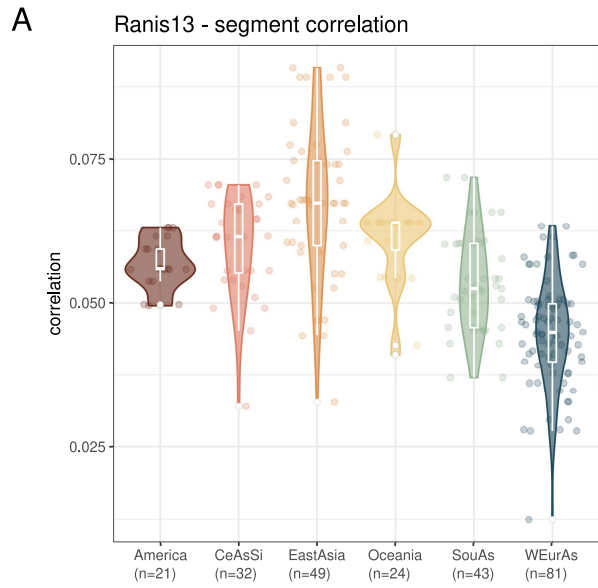 A
Ranis13 - segment correlation
correlation
0.075
0.050
0.025
America CeAsSi EastAsia Oceania SouAs WEurAs
(n=21) (n=32) (n=49) (n=24) (n=43) (n=81)